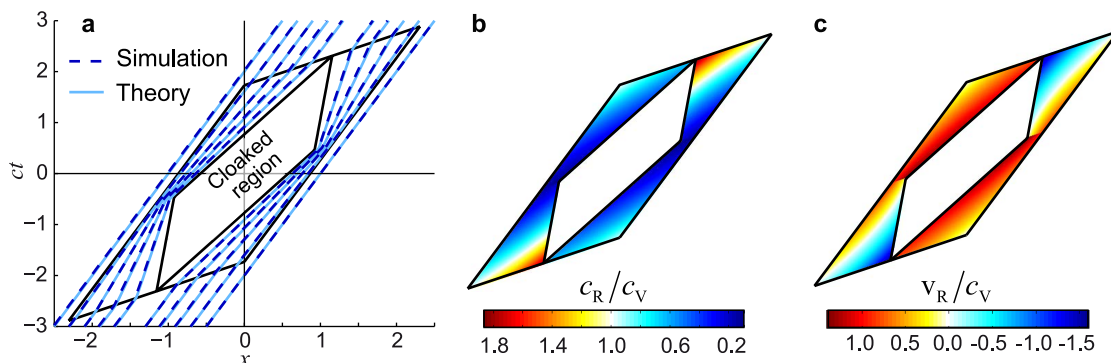 a
b
c
Simulation
Theory
Cloaked
region
3
2
1
0
−1
−2
−3
ct
−2
−1
0
1
2
x
c_R/c_V
1.8
1.4
1.0
0.6
0.2
v_R/c_V
1.0
0.5
0.0
-0.5
-1.0
-1.5